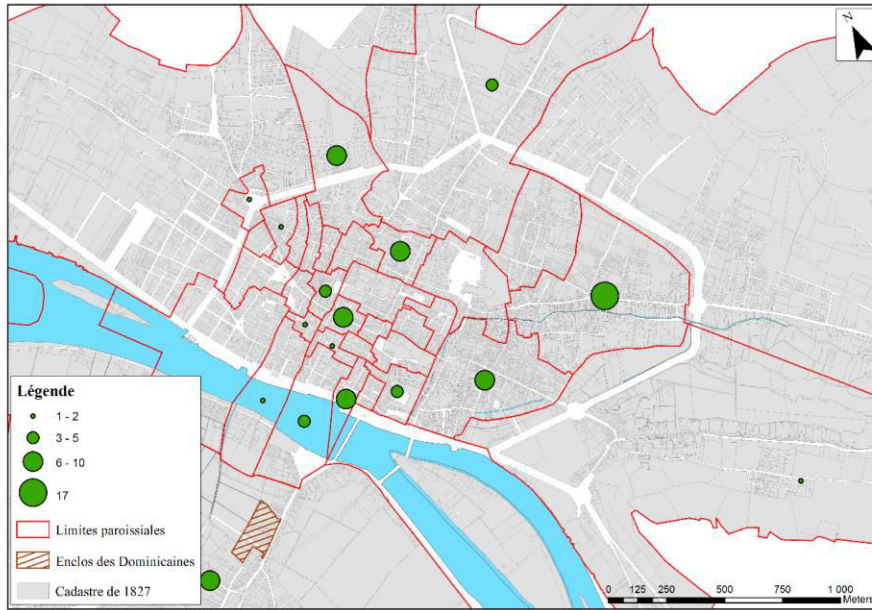 N
Légende
1 - 2
3 - 5
6 - 10
17
Limites paroissiales
Enclos des Dominicaines
Cadastre de 1827
0 125 250 500 750 1 000
Meters